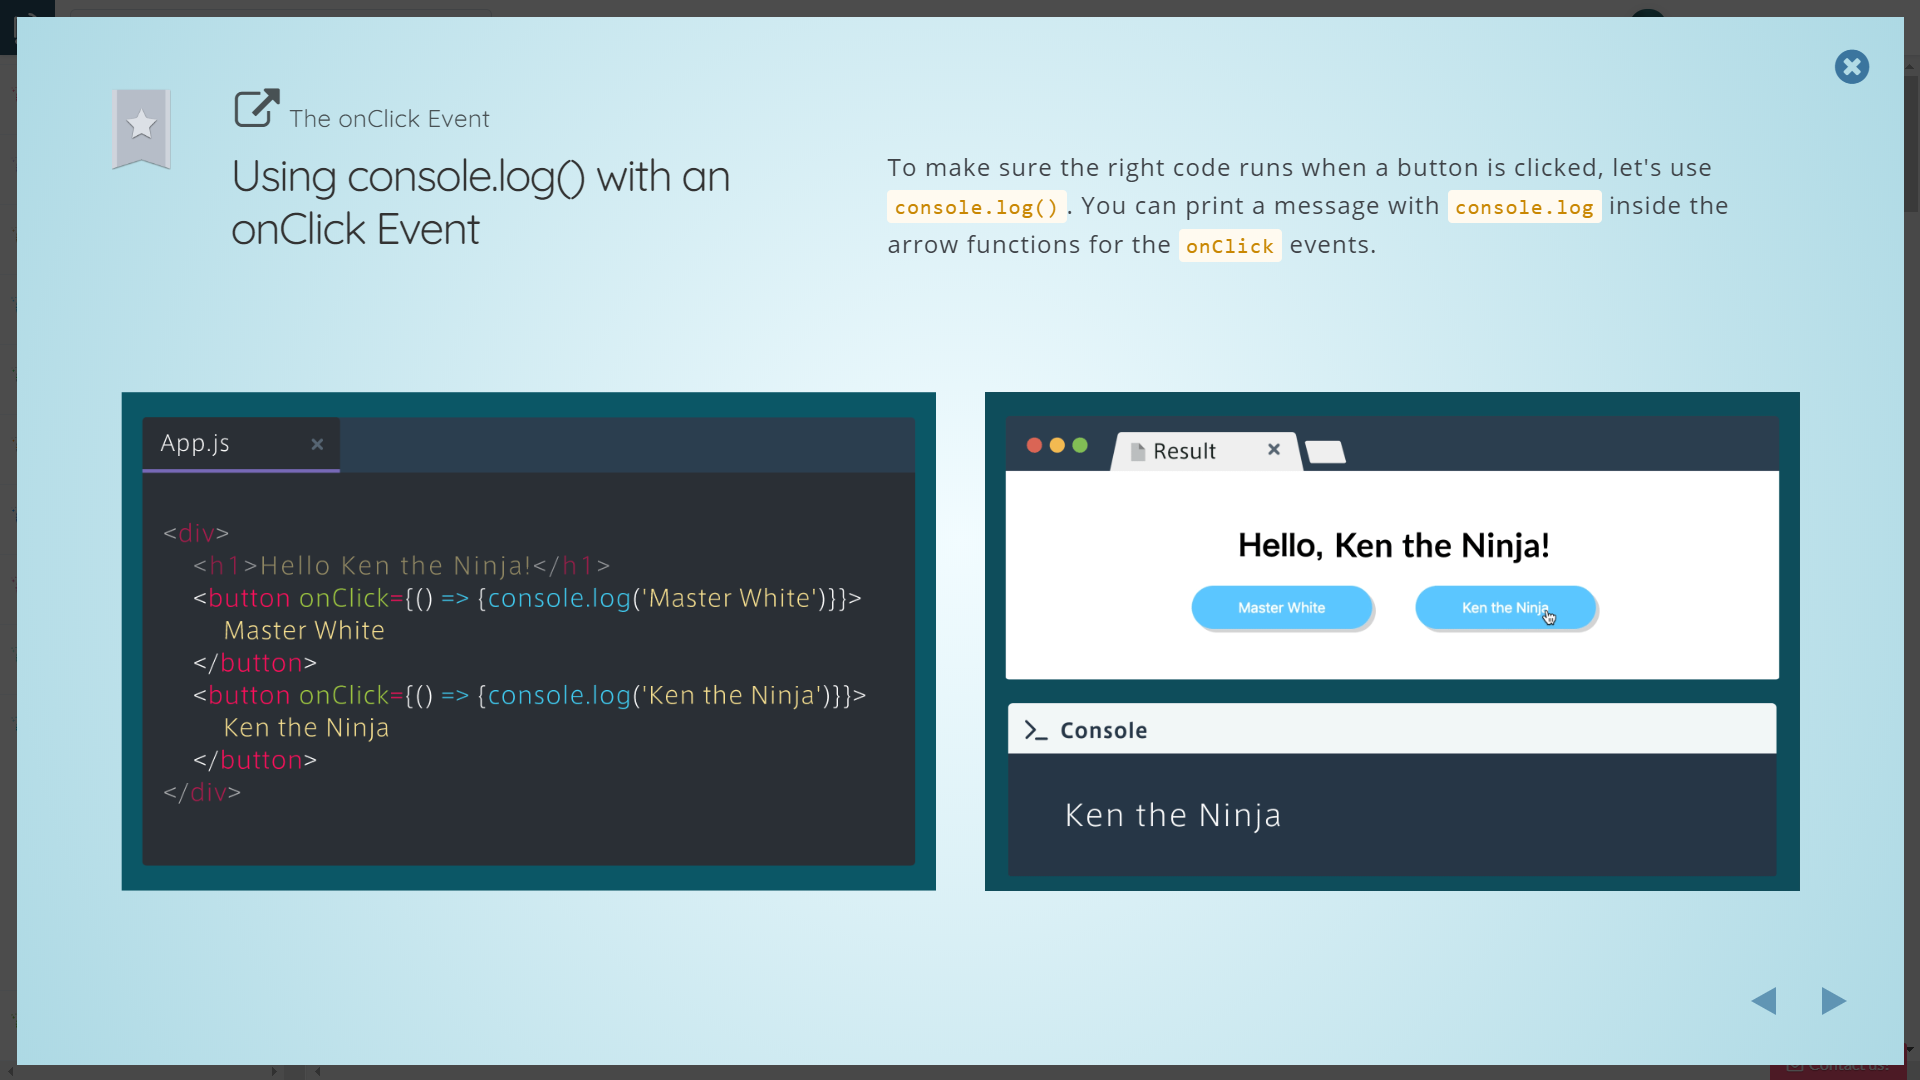 The onClick Event
Using console.log() with an
onClick Event
To make sure the right code runs when a button is clicked, let's use
console.log(). You can print a message with console.log inside the
arrow functions for the onClick events.
App.js
<div>
<h1>Hello Ken the Ninja!</h1>
<button onClick={() => {console.log('Master White')}}>
Master White
</button>
<button onClick={() => {console.log('Ken the Ninja')}}>
Ken the Ninja
</button>
</div>
Result
Hello, Ken the Ninja!
Master White
Ken the Ninja
>_ Console
Ken the Ninja
Contact us!